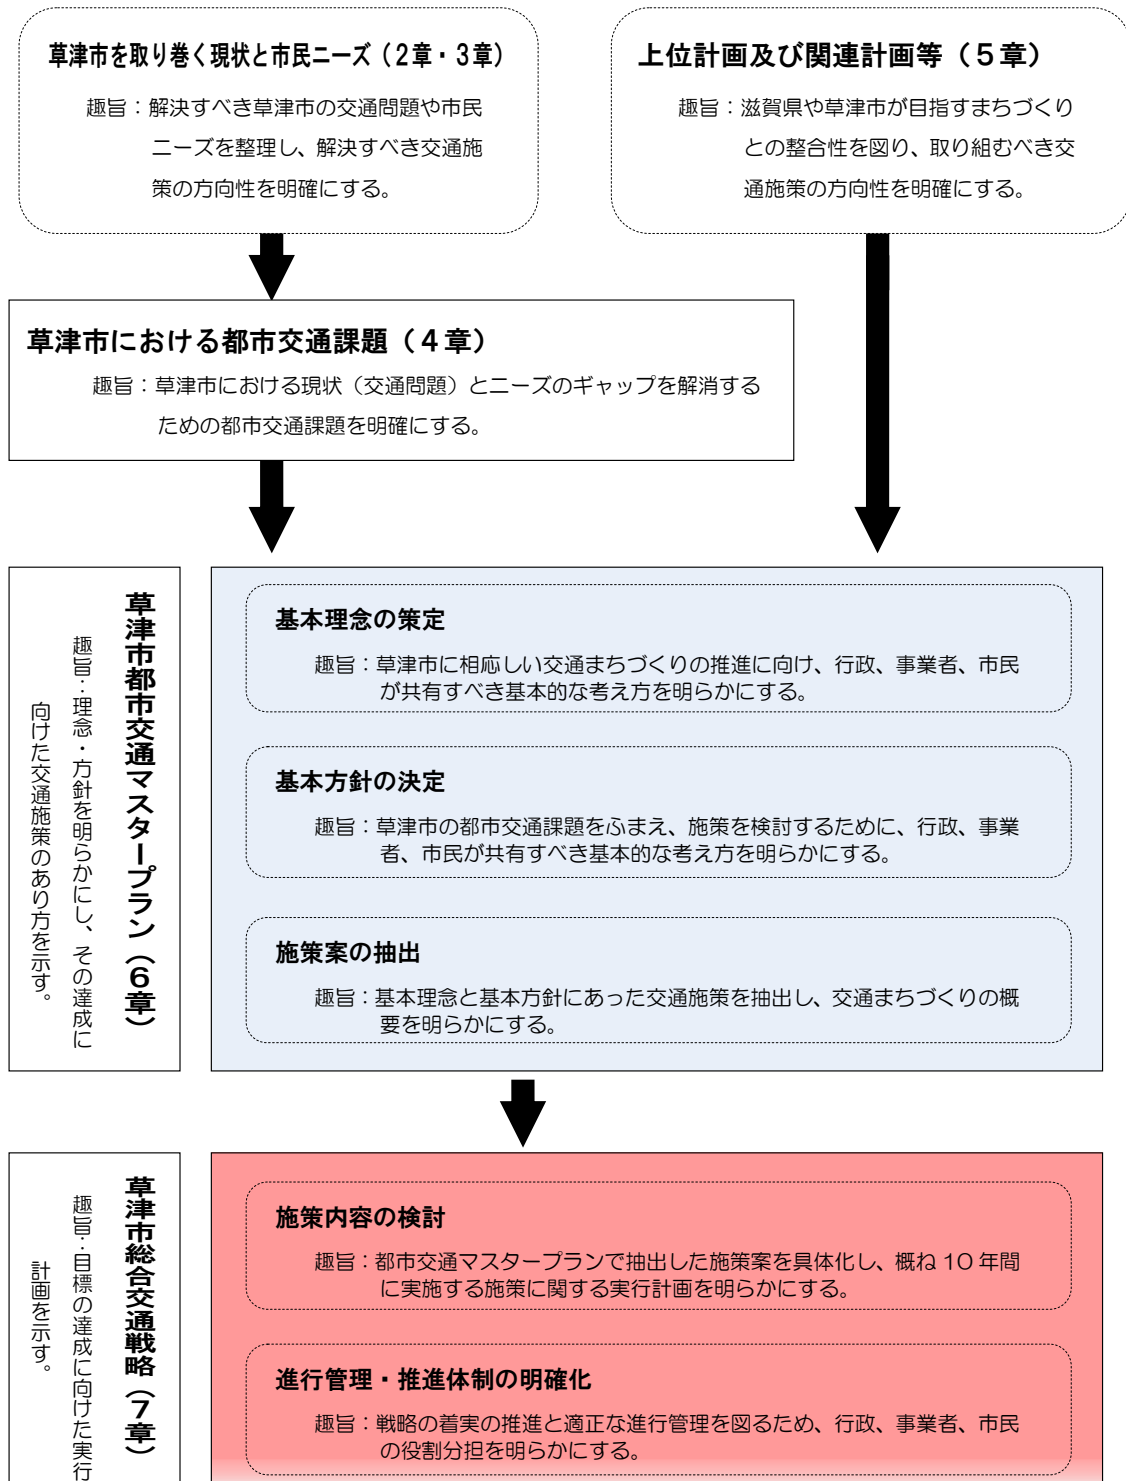 草津市を取り巻く現状と市民ニーズ（２章・３章）
趣旨：解決すべき草津市の交通問題や市民
ニーズを整理し、解決すべき交通施
策の方向性を明確にする。
上位計画及び関連計画等（５章）
趣旨：滋賀県や草津市が目指すまちづくり
との整合性を図り、取り組むべき交
通施策の方向性を明確にする。
草津市における都市交通課題（４章）
趣旨：草津市における現状（交通問題）とニーズのギャップを解消する
ための都市交通課題を明確にする。
草津市都市交通マスタープラン（６章）
趣旨：理念・方針を明らかにし、その達成に
向けた交通施策のあり方を示す。
基本理念の策定
趣旨：草津市に相応しい交通まちづくりの推進に向け、行政、事業者、市民
が共有すべき基本的な考え方を明らかにする。
基本方針の決定
趣旨：草津市の都市交通課題をふまえ、施策を検討するために、行政、事業
者、市民が共有すべき基本的な考え方を明らかにする。
施策案の抽出
趣旨：基本理念と基本方針にあった交通施策を抽出し、交通まちづくりの概
要を明らかにする。
草津市総合交通戦略（７章）
趣旨：目標の達成に向けた実行
計画を示す。
施策内容の検討
趣旨：都市交通マスタープランで抽出した施策案を具体化し、概ね 10 年間
に実施する施策に関する実行計画を明らかにする。
進行管理・推進体制の明確化
趣旨：戦略の着実の推進と適正な進行管理を図るため、行政、事業者、市民
の役割分担を明らかにする。